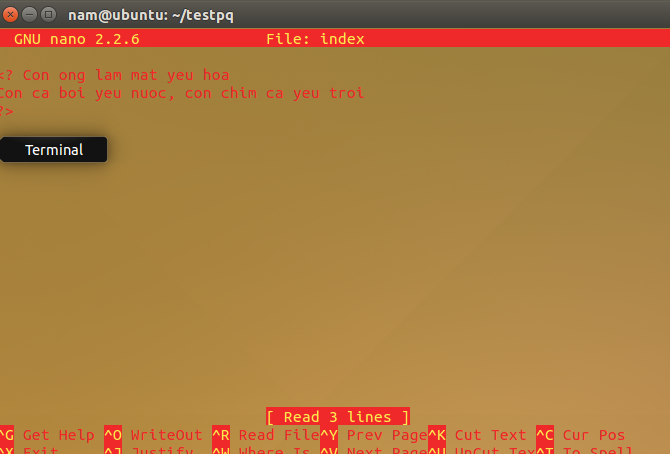 nam@ubuntu: ~/testpq
GNU nano 2.2.6 File: index
<? Con ong lam mat yeu hoa
Con ca boi yeu nuoc, con chim ca yeu troi
?>
Terminal
[ Read 3 lines ]
^G Get Help ^O WriteOut ^R Read File ^Y Prev Page ^K Cut Text ^C Cur Pos
^X Exit ^J Justify ^W Where Is ^V Next Page ^U UnCut Text ^T To Spell